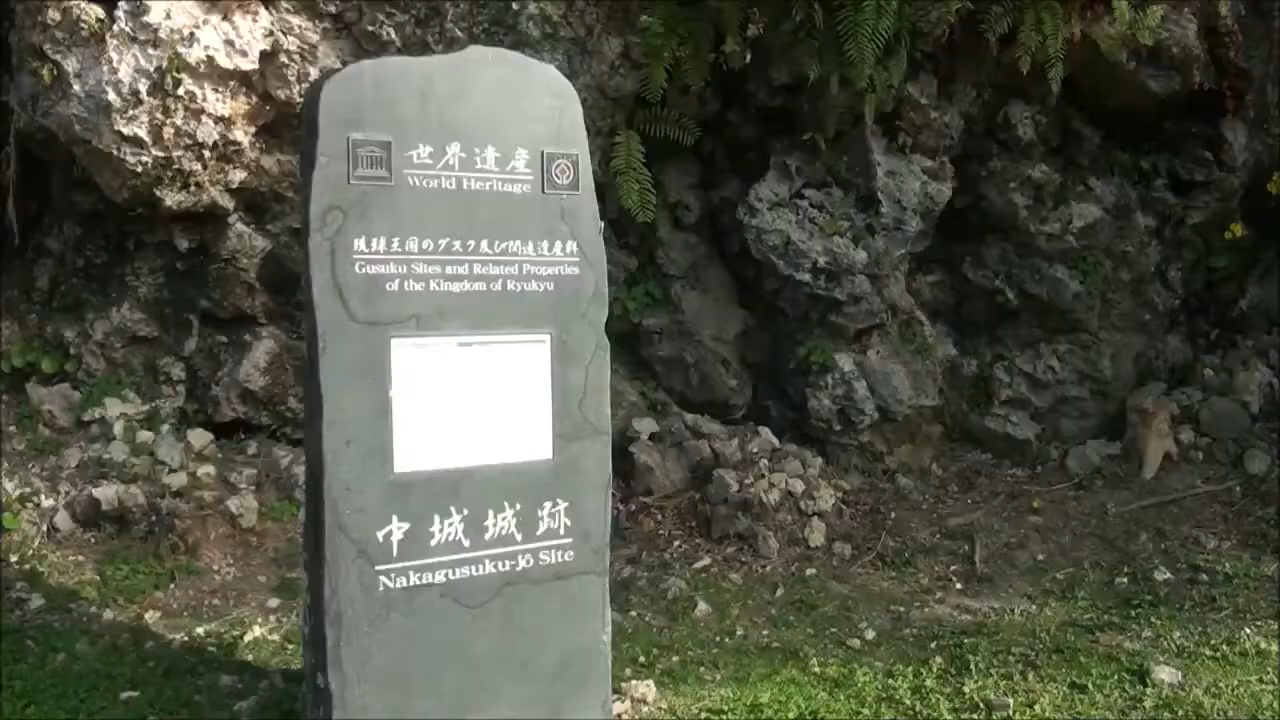 世界遺産
World Heritage
琉球王国のグスク及び関連遺産群
Gusuku Sites and Related Properties
of the Kingdom of Ryukyu
中城城跡
Nakagusuku-jô Site